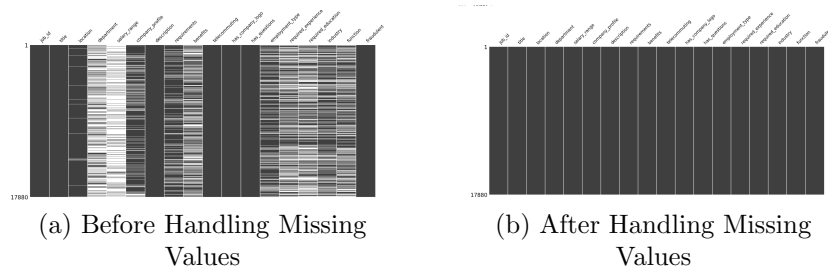 job_id title location department salary_range company_profile description requirements benefits telecommuting has_company_logo has_questions employment_type required_experience required_education industry function fraudulent
1
17880
(a) Before Handling Missing
Values
job_id title location department salary_range company_profile description requirements benefits telecommuting has_company_logo has_questions employment_type required_experience required_education industry function fraudulent
1
17880
(b) After Handling Missing
Values